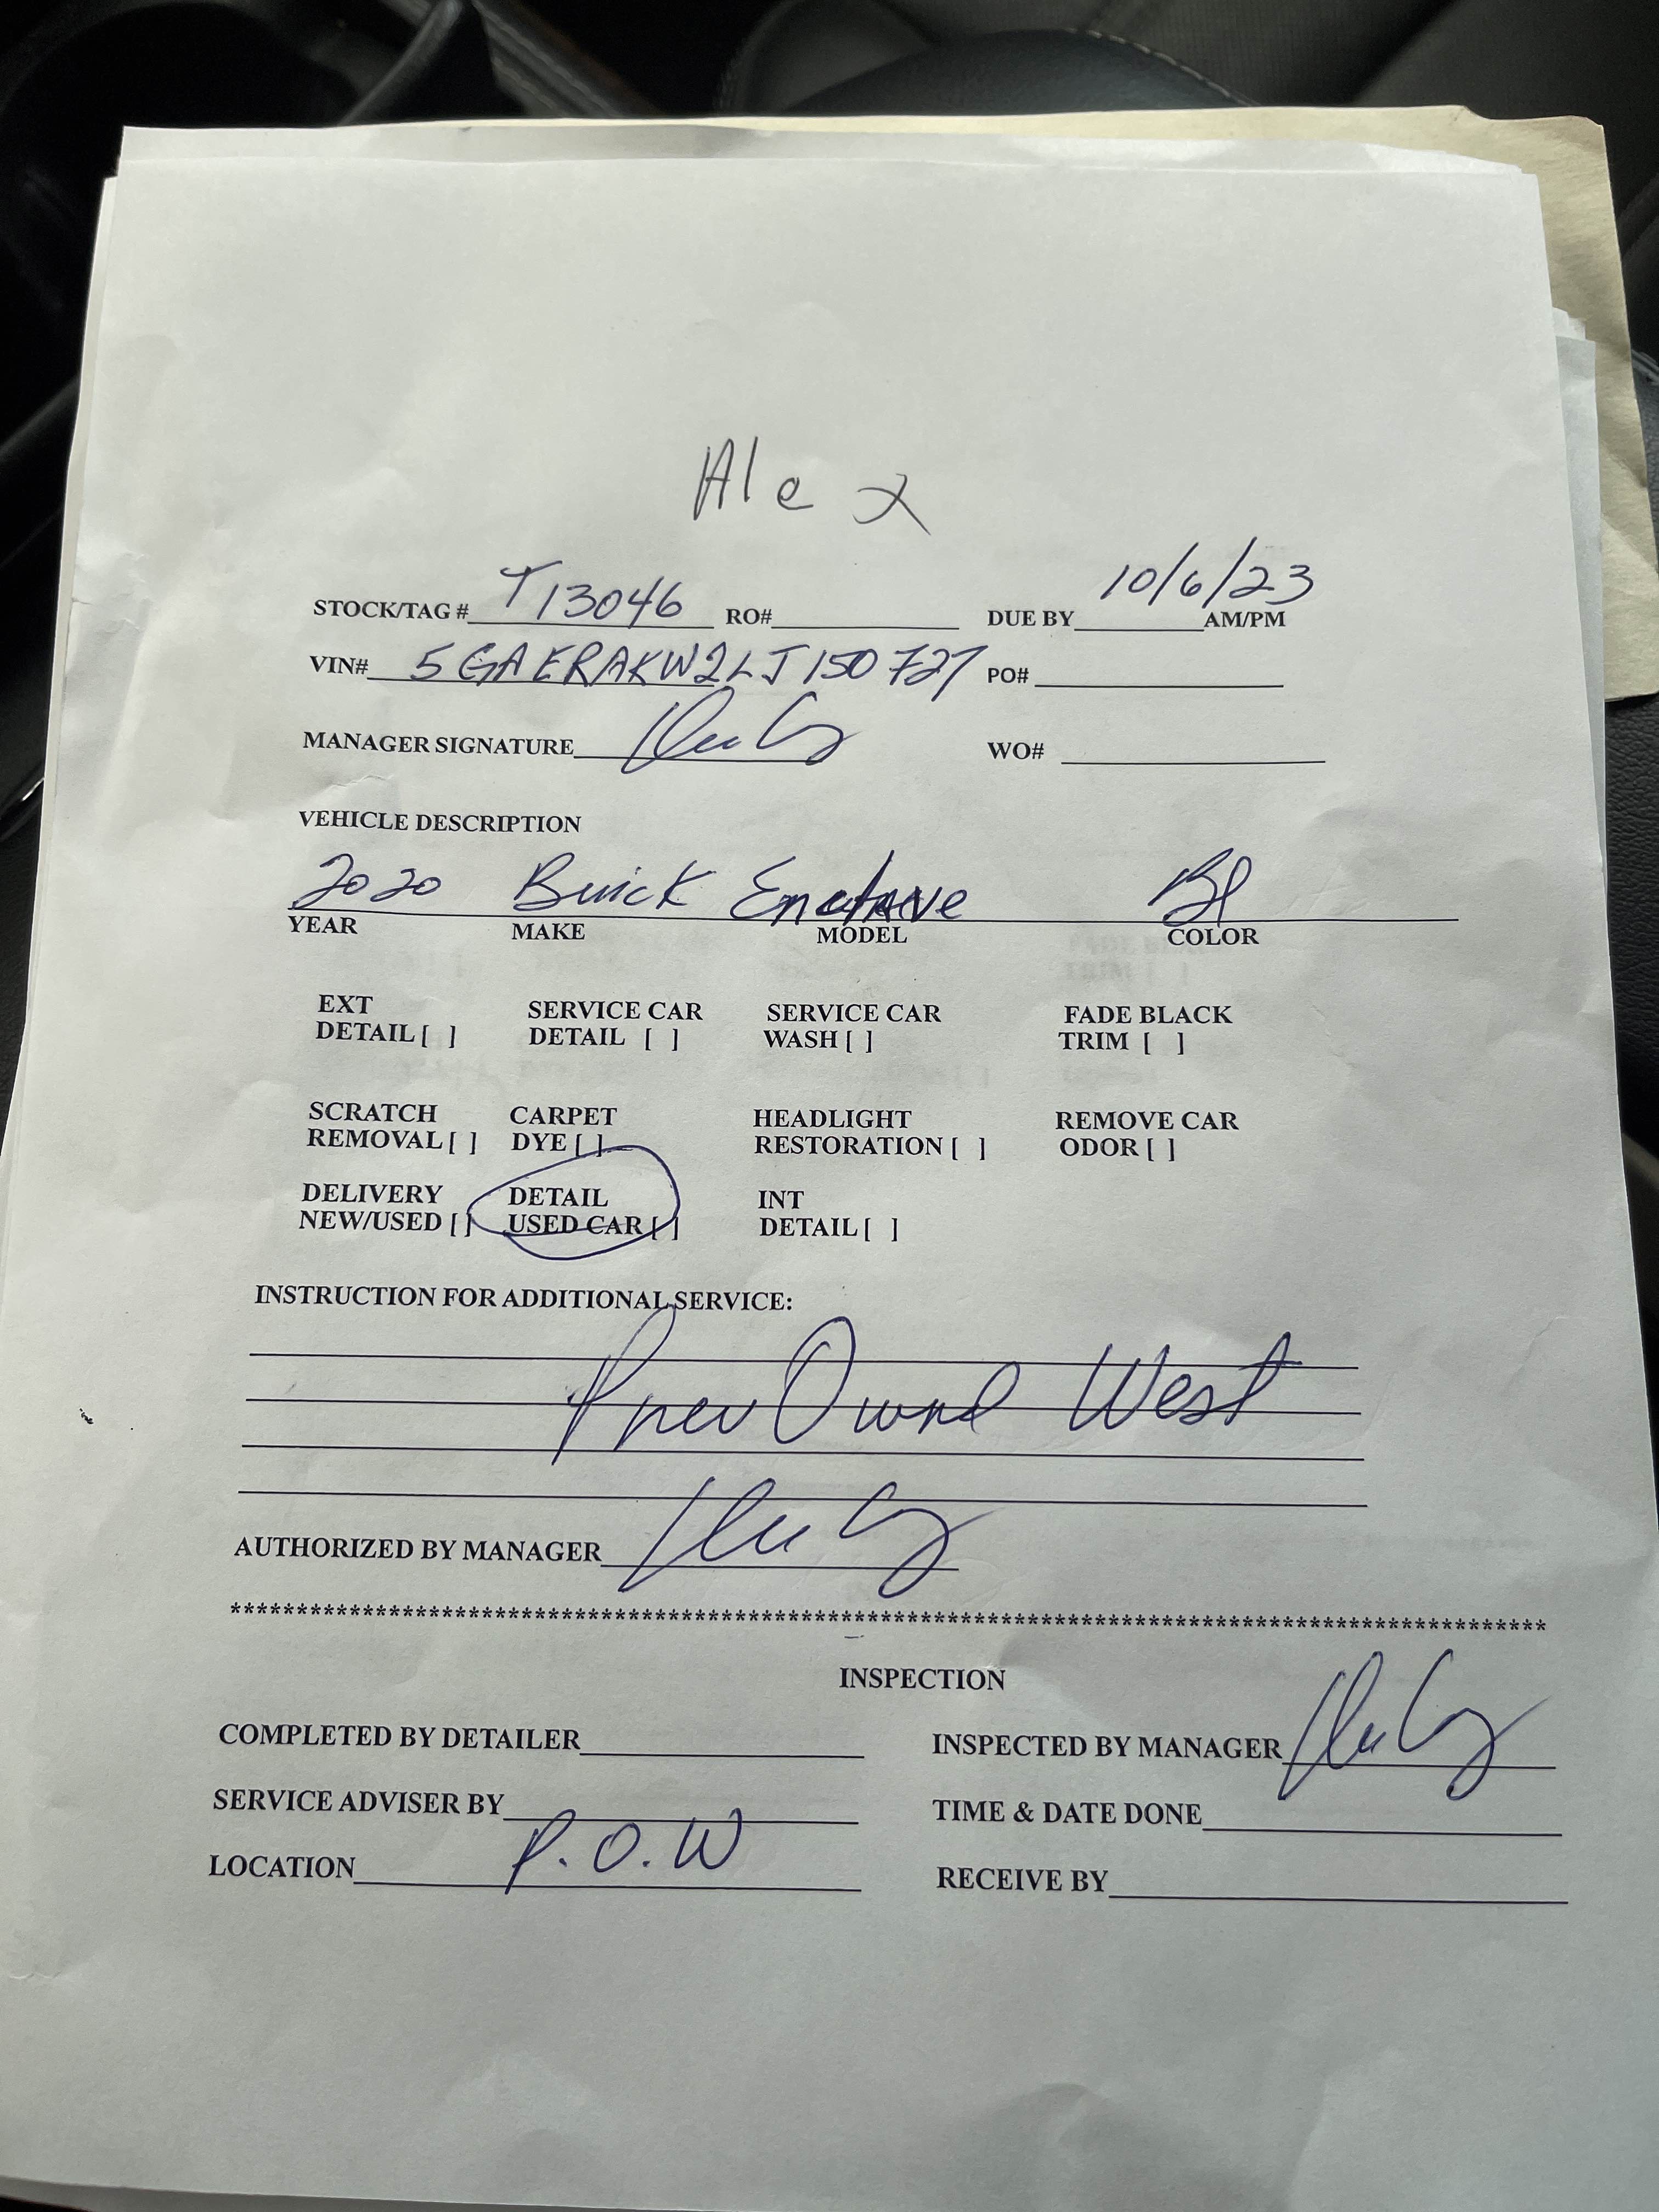 Alex
STOCK/TAG # T13046 RO# DUE BY 10/6/23 AM/PM
VIN# 5GAERAKW2LJ150727 PO#
MANAGER SIGNATURE WO#
VEHICLE DESCRIPTION
2020 Buick Enclave Bl
YEAR MAKE MODEL COLOR
EXT SERVICE CAR SERVICE CAR FADE BLACK
DETAIL [ ] DETAIL [ ] WASH [ ] TRIM [ ]
SCRATCH CARPET HEADLIGHT REMOVE CAR
REMOVAL [ ] DYE [ ] RESTORATION [ ] ODOR [ ]
DELIVERY DETAIL INT
NEW/USED [ ] USED CAR [ ] DETAIL [ ]
INSTRUCTION FOR ADDITIONAL SERVICE:
Owned West
AUTHORIZED BY MANAGER
****************************************************************************************************
INSPECTION
COMPLETED BY DETAILER INSPECTED BY MANAGER
SERVICE ADVISER BY TIME & DATE DONE
LOCATION P.O.W RECEIVE BY